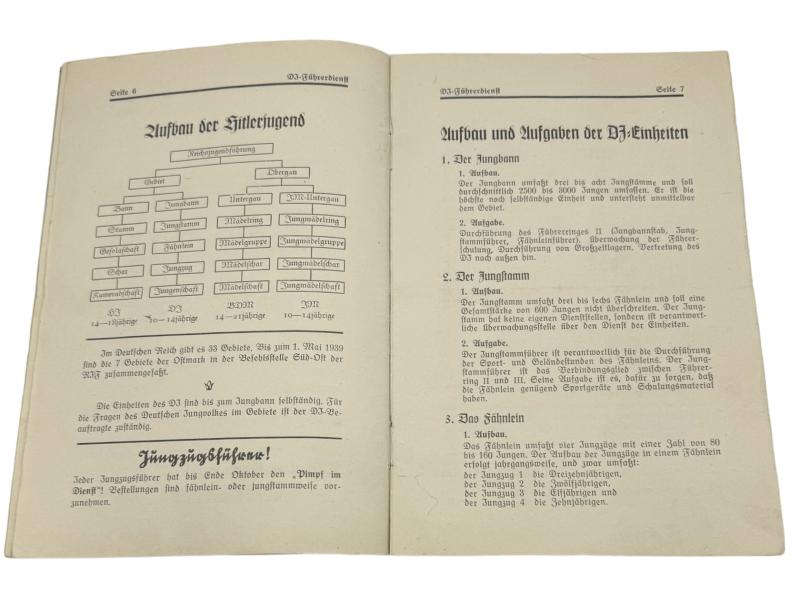 Seite 6
DJ-Führerdienst
Aufbau der Hitlerjugend
Reichsjugendführung
Gebiet
Obergau
Bann
Jungbann
Untergau
JM-Untergau
Stamm
Jungstamm
Mädelring
Jungmädelring
Gefolgschaft
Fähnlein
Mädelgruppe
Jungmädelgruppe
Schar
Jungzug
Mädelschar
Jungmädelschar
Kameradschaft
Jungenschaft
Mädelschaft
Jungmädelschaft
HJ
DJ
BDM
JM
14—18jährige
10—14jährige
14—21jährige
10—14jährige
Im Deutschen Reich gibt es 33 Gebiete. Bis zum 1. Mai 1939
sind die 7 Gebiete der Ostmark in der Befehlsstelle Süd-Ost der
RJF zusammengefaßt.
Die Einheiten des DJ sind bis zum Jungbann selbständig. Für
die Fragen des Deutschen Jungvolkes im Gebiete ist der DJ-Be-
auftragte zuständig.
Jungzugführer!
Jeder Jungzugführer hat bis Ende Oktober den „Pimpf im
Dienst“! Bestellungen sind fähnlein- oder jungstammweise vor-
zunehmen.
DJ-Führerdienst
Seite 7
Aufbau und Aufgaben der DJ-Einheiten
1. Der Jungbann
1. Aufbau.
Der Jungbann umfaßt drei bis acht Jungstämme und soll
durchschnittlich 2500 bis 3000 Jungen umfassen. Er ist die
höchste noch selbständige Einheit und untersteht unmittelbar
dem Gebiet.
2. Aufgabe.
Durchführung des Führerringes II (Jungbannstab, Jung-
stammführer, Fähnleinführer). Überwachung der Führer-
schulung, Durchführung von Großzeltlagern. Vertretung des
DJ nach außen hin.
2. Der Jungstamm
1. Aufbau.
Der Jungstamm umfaßt drei bis sechs Fähnlein und soll eine
Gesamtstärke von 600 Jungen nicht überschreiten. Der Jung-
stamm hat keine eigenen Dienststellen, sondern ist verantwort-
liche Überwachungsstelle über den Dienst der Einheiten.
2. Aufgabe.
Der Jungstammführer ist verantwortlich für die Durchführung
der Sport- und Geländestunden des Fähnleins. Der Jung-
stammführer ist das Verbindungsglied zwischen Führer-
ring II und III. Seine Aufgabe ist es, dafür zu sorgen, daß
die Fähnlein genügend Sportgeräte und Schulungsmaterial
haben.
3. Das Fähnlein
1. Aufbau.
Das Fähnlein umfaßt vier Jungzüge mit einer Zahl von 80
bis 160 Jungen. Der Aufbau der Jungzüge in einem Fähnlein
erfolgt jahrgangsweise, und zwar umfaßt:
der Jungzug 1 die Dreizehnjährigen,
der Jungzug 2 die Zwölfjährigen,
der Jungzug 3 die Elfjährigen und
der Jungzug 4 die Zehnjährigen.